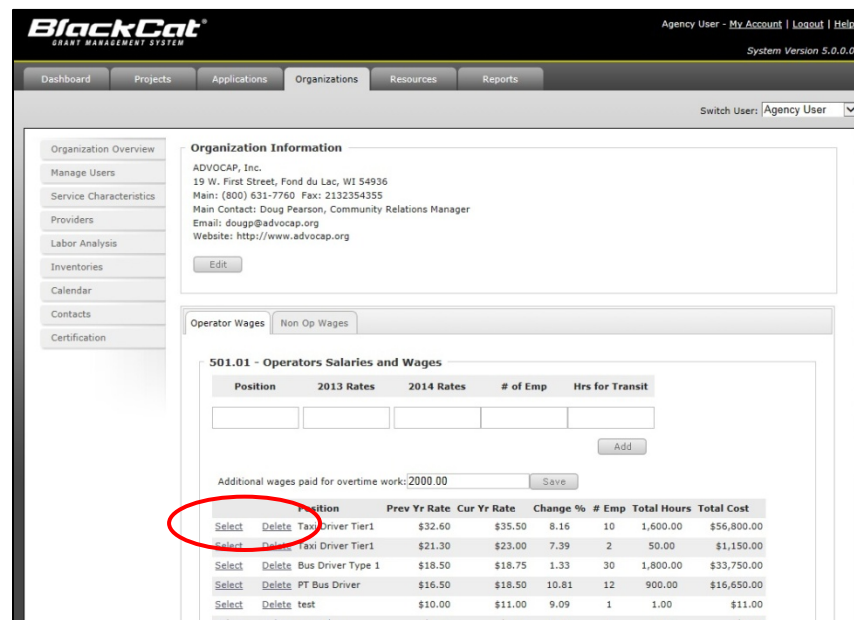 BlackCat®
GRANT MANAGEMENT SYSTEM
Agency User - My Account | Logout | Help
System Version 5.0.0.0
Dashboard Projects Applications Organizations Resources Reports
Switch User: Agency User
Organization Overview
Manage Users
Service Characteristics
Providers
Labor Analysis
Inventories
Calendar
Contacts
Certification
Organization Information
ADVOCAP, Inc.
19 W. First Street, Fond du Lac, WI 54936
Main: (800) 631-7760 Fax: 2132354355
Main Contact: Doug Pearson, Community Relations Manager
Email: dougp@advocap.org
Website: http://www.advocap.org
Edit
Operator Wages Non Op Wages
501.01 - Operators Salaries and Wages
Position 2013 Rates 2014 Rates # of Emp Hrs for Transit
Add
Additional wages paid for overtime work: 2000.00 Save
Position Prev Yr Rate Cur Yr Rate Change % # Emp Total Hours Total Cost
Select Delete Taxi Driver Tier1 $32.60 $35.50 8.16 10 1,600.00 $56,800.00
Select Delete Taxi Driver Tier1 $21.30 $23.00 7.39 2 50.00 $1,150.00
Select Delete Bus Driver Type 1 $18.50 $18.75 1.33 30 1,800.00 $33,750.00
Select Delete PT Bus Driver $16.50 $18.50 10.81 12 900.00 $16,650.00
Select Delete test $10.00 $11.00 9.09 1 1.00 $11.00